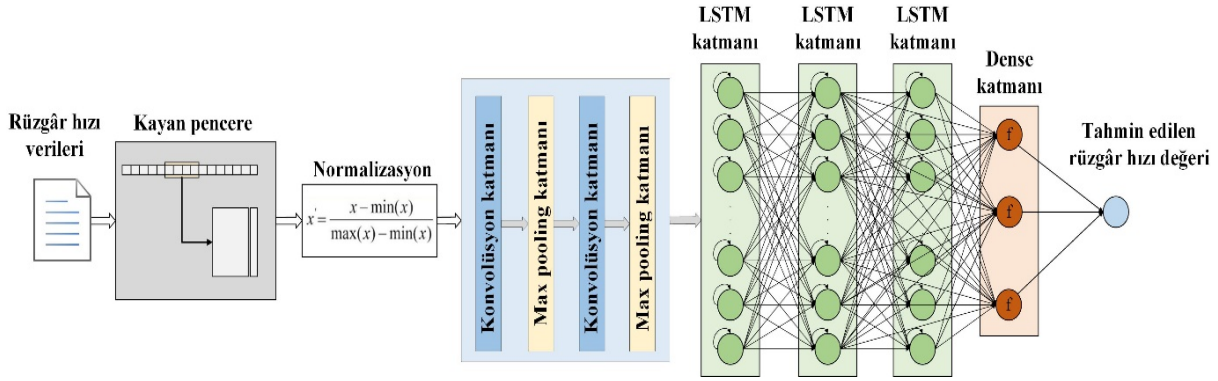 Rüzgâr hızı
verileri
Kayan pencere
Normalizasyon
x' = x − min(x) / max(x) − min(x)
Konvolüsyon katmanı
Max pooling katmanı
Konvolüsyon katmanı
Max pooling katmanı
LSTM
katmanı
LSTM
katmanı
LSTM
katmanı
Dense
katmanı
f
f
f
Tahmin edilen
rüzgâr hızı değeri